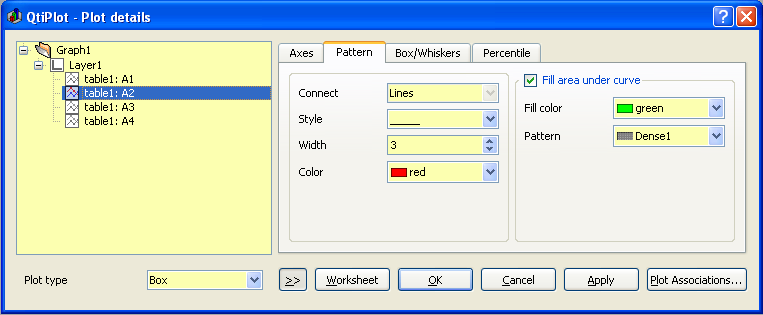 QtiPlot - Plot details
Graph1
Layer1
table1: A1
table1: A2
table1: A3
table1: A4
Axes Pattern Box/Whiskers Percentile
Connect Lines
Style
Width 3
Color red
Fill area under curve
Fill color green
Pattern Dense1
Plot type Box >> Worksheet OK Cancel Apply Plot Associations...